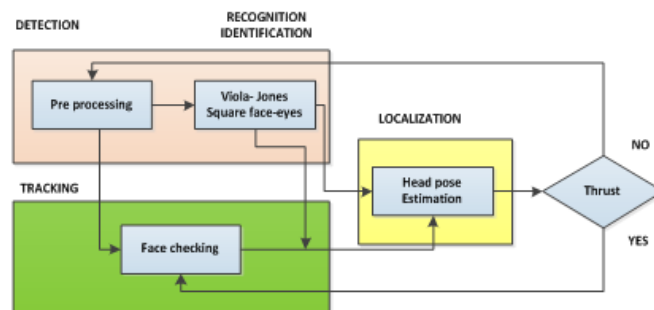 RECOGNITION
DETECTION
IDENTIFICATION
Pre processing
Viola- Jones
Square face-eyes
LOCALIZATION
NO
Head pose
Estimation
Thrust
TRACKING
YES
Face checking